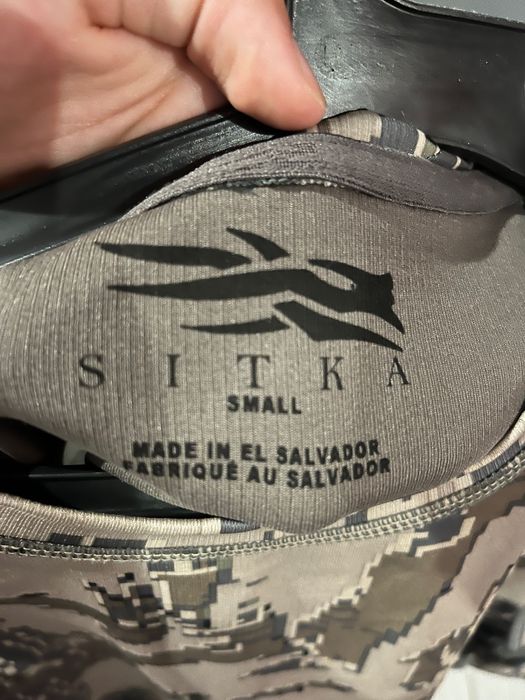 SITKA
SMALL
MADE IN EL SALVADOR
FABRIQUÉ AU SALVADOR